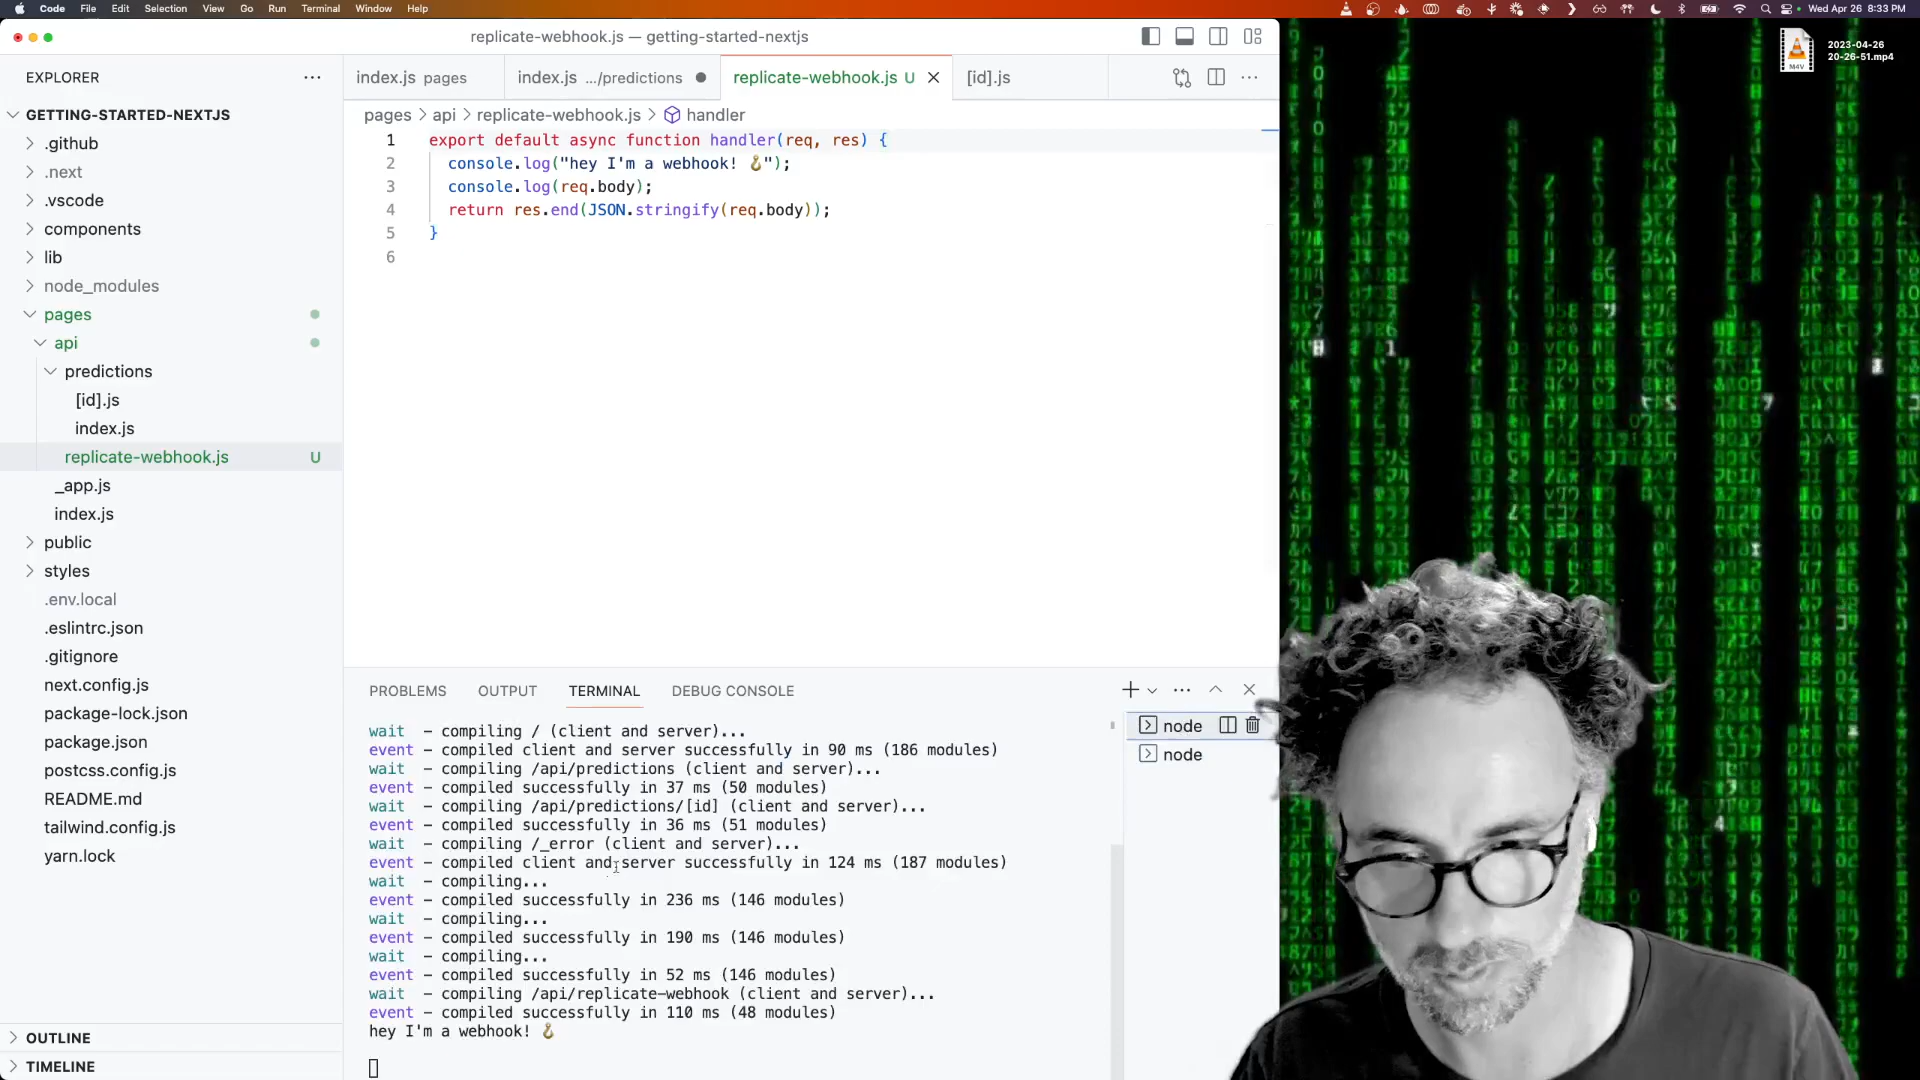 Code File Edit Selection View Go Run Terminal Window Help
Wed Apr 26 8:33 PM
replicate-webhook.js — getting-started-nextjs
2023-04-26
20-26-51.mp4
M4V
EXPLORER
index.js pages
index.js .../predictions
replicate-webhook.js U
[id].js
GETTING-STARTED-NEXTJS
.github
.next
.vscode
components
lib
node_modules
pages
api
predictions
[id].js
index.js
replicate-webhook.js U
_app.js
index.js
public
styles
.env.local
.eslintrc.json
.gitignore
next.config.js
package-lock.json
package.json
postcss.config.js
README.md
tailwind.config.js
yarn.lock
OUTLINE
TIMELINE
pages > api > replicate-webhook.js > handler
1 export default async function handler(req, res) {
2 console.log("hey I'm a webhook! 🪝");
3 console.log(req.body);
4 return res.end(JSON.stringify(req.body));
5 }
6
PROBLEMS OUTPUT TERMINAL DEBUG CONSOLE
node
node
wait - compiling / (client and server)...
event - compiled client and server successfully in 90 ms (186 modules)
wait - compiling /api/predictions (client and server)...
event - compiled successfully in 37 ms (50 modules)
wait - compiling /api/predictions/[id] (client and server)...
event - compiled successfully in 36 ms (51 modules)
wait - compiling /_error (client and server)...
event - compiled client and server successfully in 124 ms (187 modules)
wait - compiling...
event - compiled successfully in 236 ms (146 modules)
wait - compiling...
event - compiled successfully in 190 ms (146 modules)
wait - compiling...
event - compiled successfully in 52 ms (146 modules)
wait - compiling /api/replicate-webhook (client and server)...
event - compiled successfully in 110 ms (48 modules)
hey I'm a webhook! 🪝